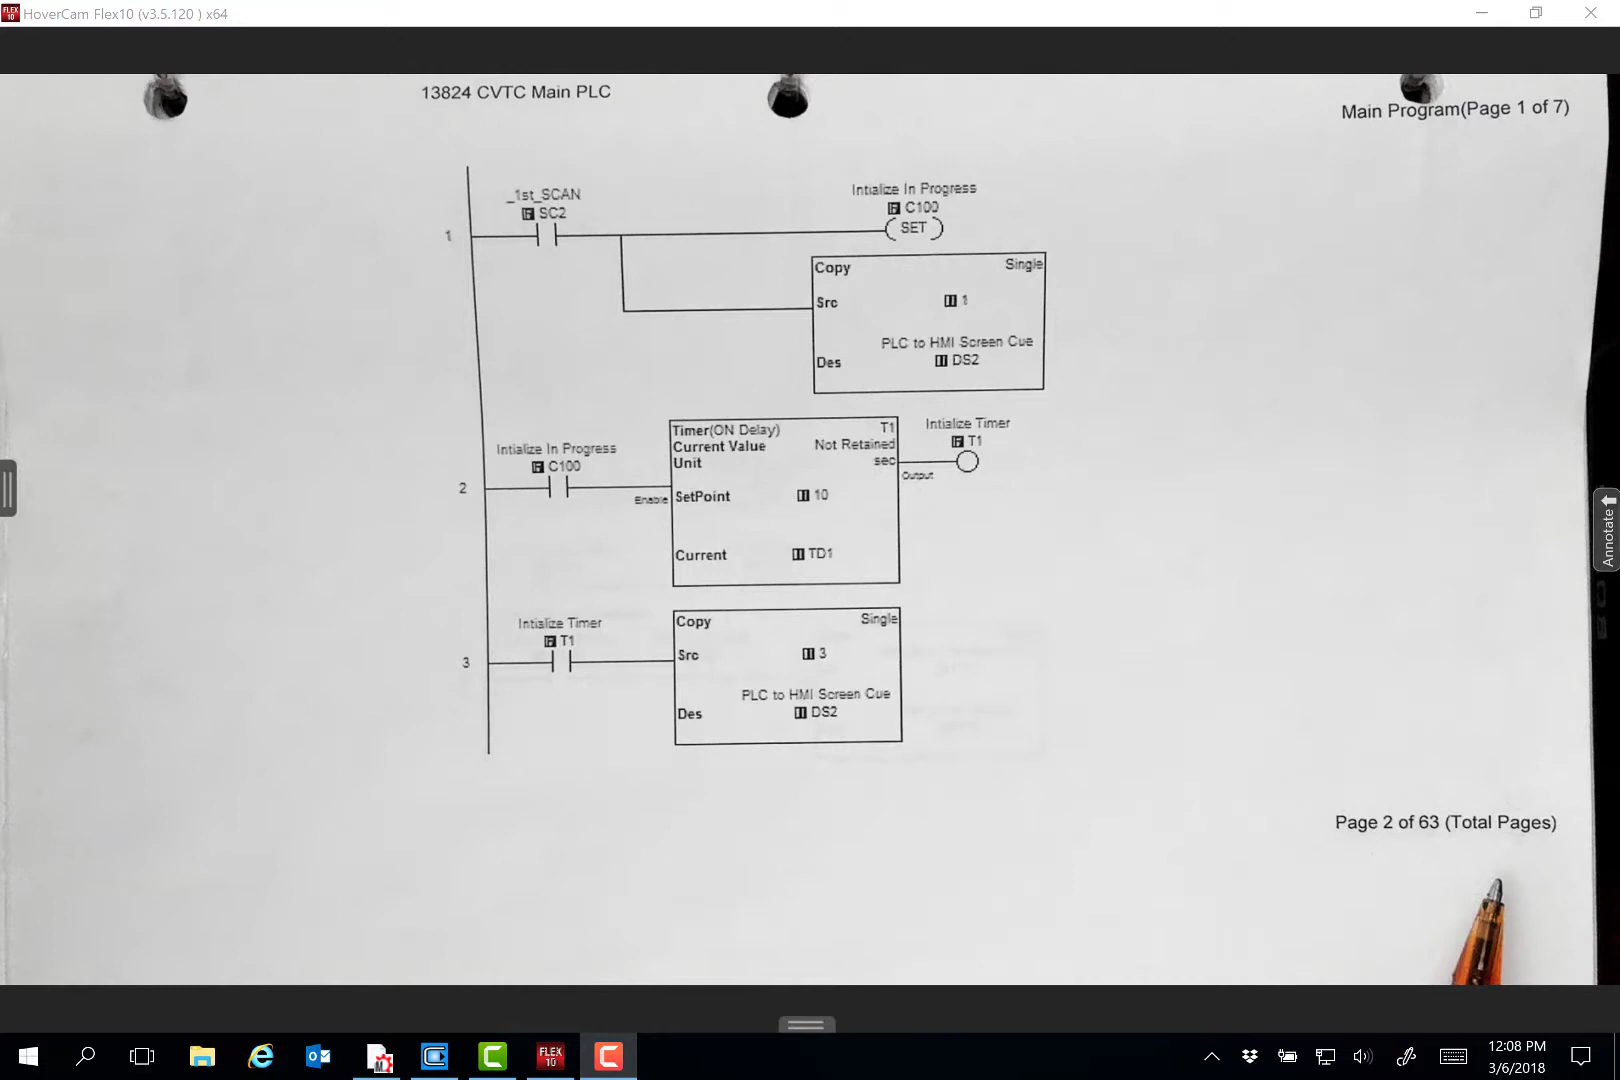 HoverCam Flex10 (v3.5.120 ) x64
13824 CVTC Main PLC
Main Program(Page 1 of 7)
_1st_SCAN
SC2
1
Intialize In Progress
C100
SET
Copy
Single
Src
1
PLC to HMI Screen Cue
Des
DS2
Intialize In Progress
C100
2
Enable
Timer(ON Delay)
T1
Current Value
Not Retained
Unit
sec
SetPoint
10
Current
TD1
Intialize Timer
T1
Output
Intialize Timer
T1
3
Copy
Single
Src
3
PLC to HMI Screen Cue
Des
DS2
Page 2 of 63 (Total Pages)
Annotate
FLEX
10
12:08 PM
3/6/2018